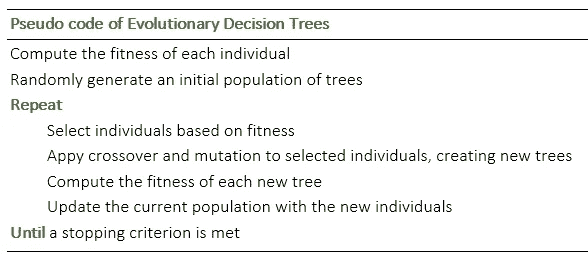 Pseudo code of Evolutionary Decision Trees
Compute the fitness of each individual
Randomly generate an initial population of trees
Repeat
Select individuals based on fitness
Appy crossover and mutation to selected individuals, creating new trees
Compute the fitness of each new tree
Update the current population with the new individuals
Until a stopping criterion is met